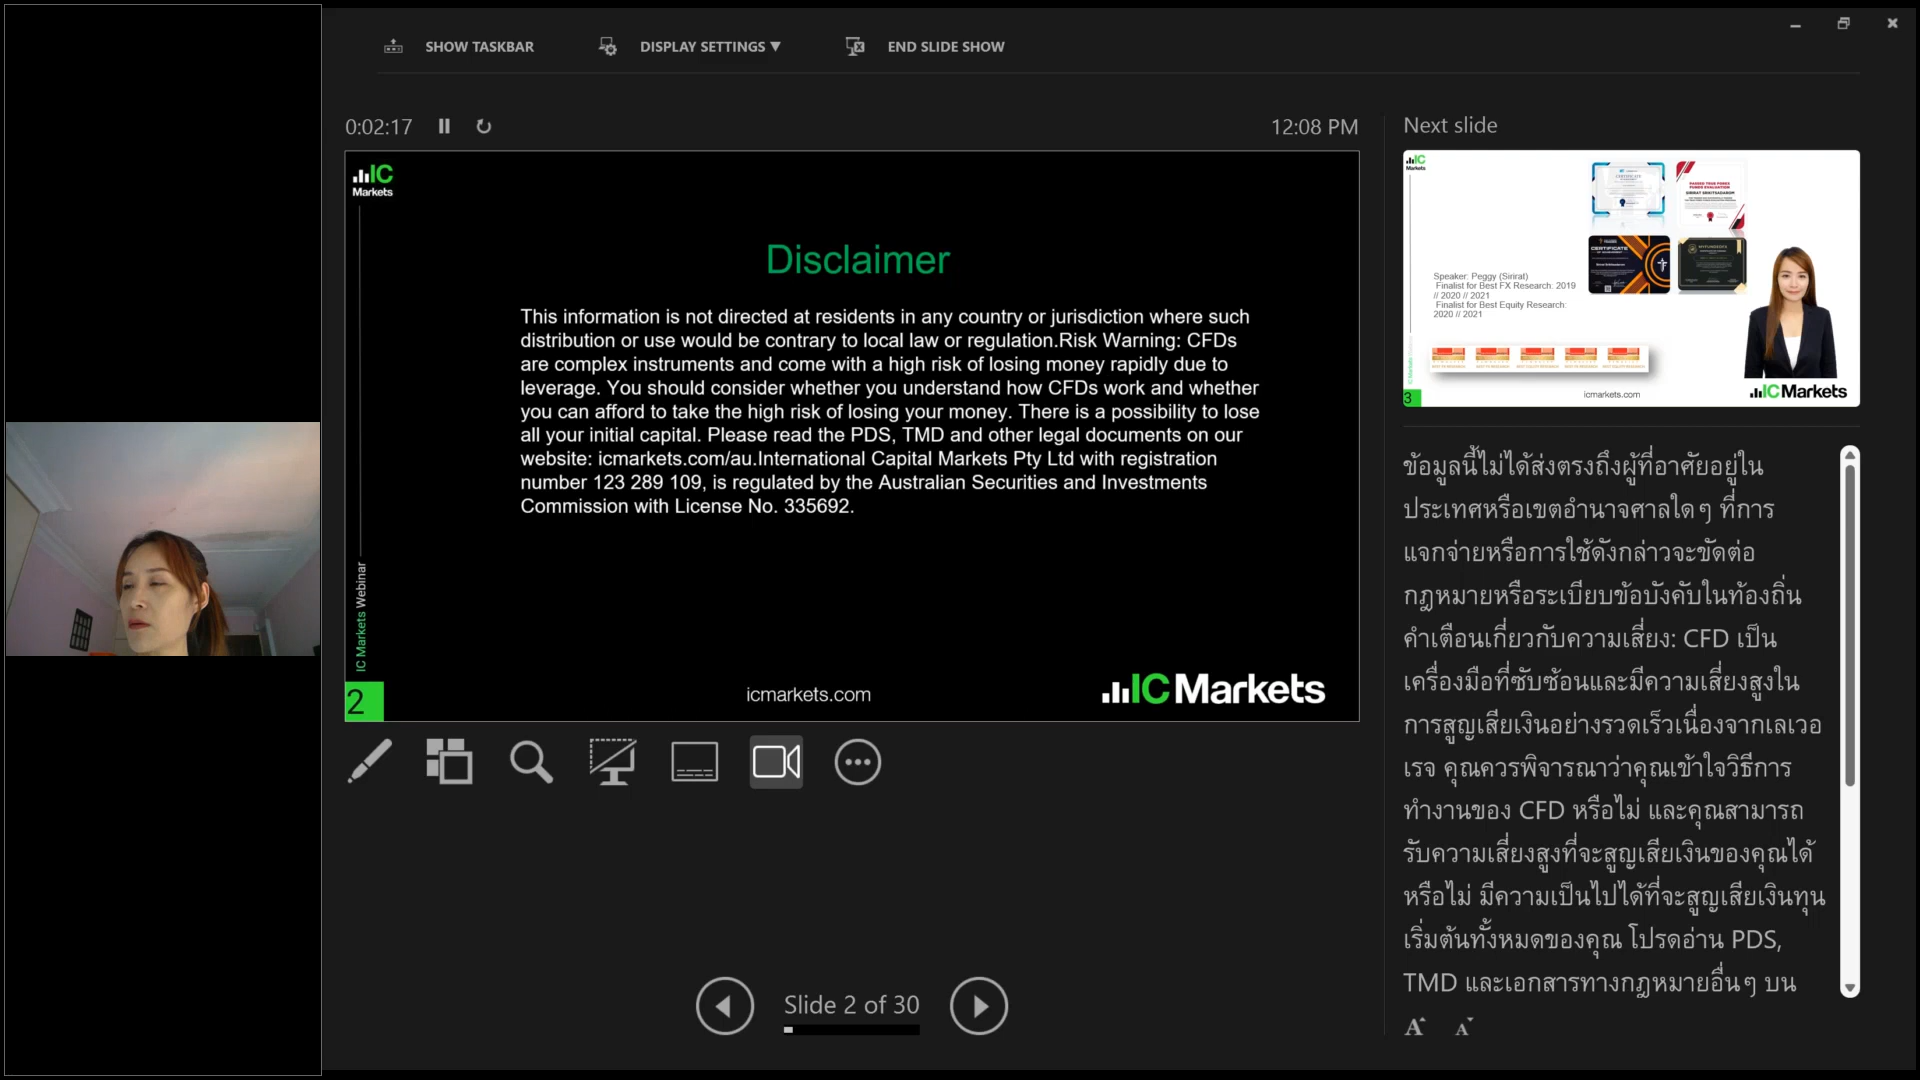 SHOW TASKBAR
DISPLAY SETTINGS ▼
END SLIDE SHOW
0:02:17
12:08 PM
IC
Markets
Disclaimer
This information is not directed at residents in any country or jurisdiction where such
distribution or use would be contrary to local law or regulation.Risk Warning: CFDs
are complex instruments and come with a high risk of losing money rapidly due to
leverage. You should consider whether you understand how CFDs work and whether
you can afford to take the high risk of losing your money. There is a possibility to lose
all your initial capital. Please read the PDS, TMD and other legal documents on our
website: icmarkets.com/au.International Capital Markets Pty Ltd with registration
number 123 289 109, is regulated by the Australian Securities and Investments
Commission with License No. 335692.
IC Markets Webinar
2
icmarkets.com
IC Markets
Slide 2 of 30
Next slide
IC
Markets
Speaker: Peggy (Sirirat)
Finalist for Best FX Research: 2019
// 2020 // 2021
Finalist for Best Equity Research:
2020 // 2021
3
icmarkets.com
IC Markets
ข้อมูลนี้ไม่ได้ส่งตรงถึงผู้ที่อาศัยอยู่ใน
ประเทศหรือเขตอำนาจศาลใดๆ ที่การ
แจกจ่ายหรือการใช้ดังกล่าวจะขัดต่อ
กฎหมายหรือระเบียบข้อบังคับในท้องถิ่น
คำเตือนเกี่ยวกับความเสี่ยง: CFD เป็น
เครื่องมือที่ซับซ้อนและมีความเสี่ยงสูงใน
การสูญเสียเงินอย่างรวดเร็วเนื่องจากเลเวอ
เรจ คุณควรพิจารณาว่าคุณเข้าใจวิธีการ
ทำงานของ CFD หรือไม่ และคุณสามารถ
รับความเสี่ยงสูงที่จะสูญเสียเงินของคุณได้
หรือไม่ มีความเป็นไปได้ที่จะสูญเสียเงินทุน
เริ่มต้นทั้งหมดของคุณ โปรดอ่าน PDS,
TMD และเอกสารทางกฎหมายอื่นๆ บน